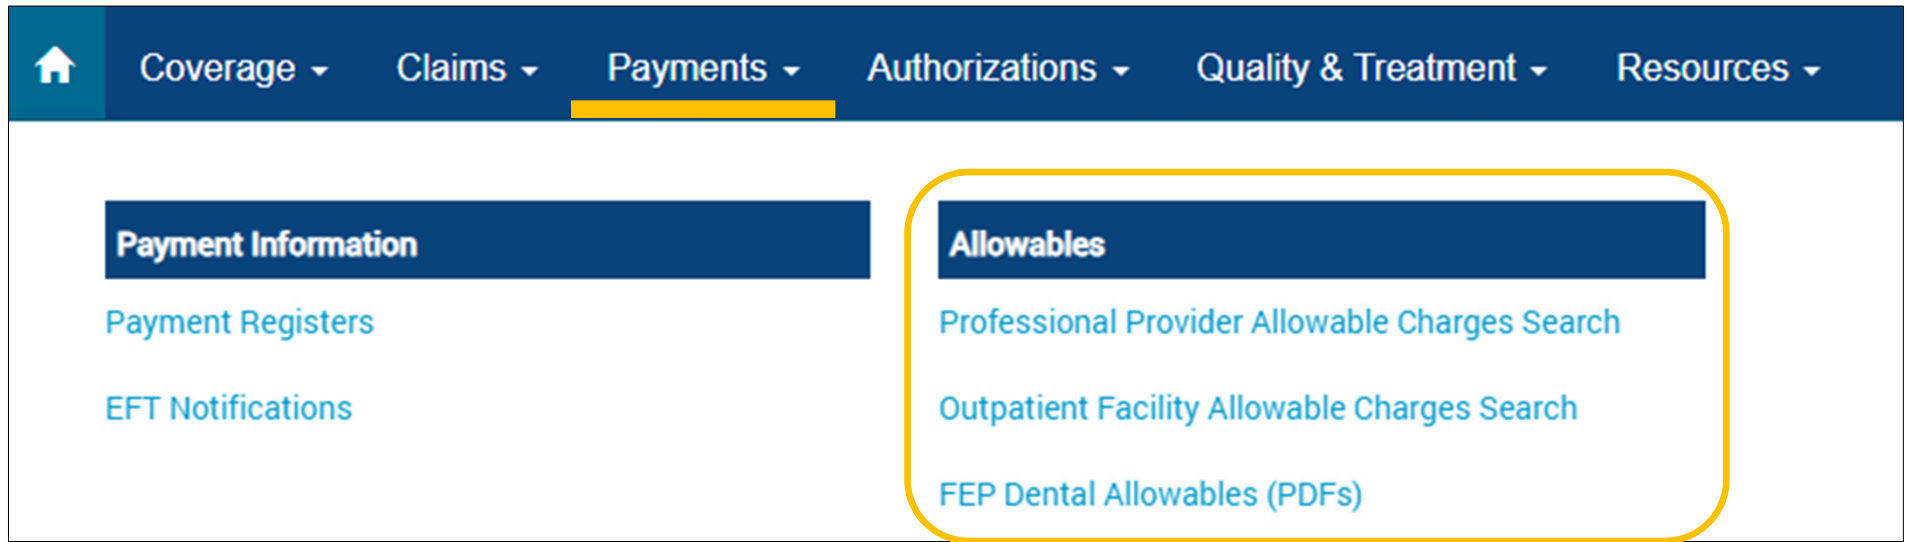 Coverage Claims Payments Authorizations Quality & Treatment Resources
Payment Information
Payment Registers
EFT Notifications
Allowables
Professional Provider Allowable Charges Search
Outpatient Facility Allowable Charges Search
FEP Dental Allowables (PDFs)